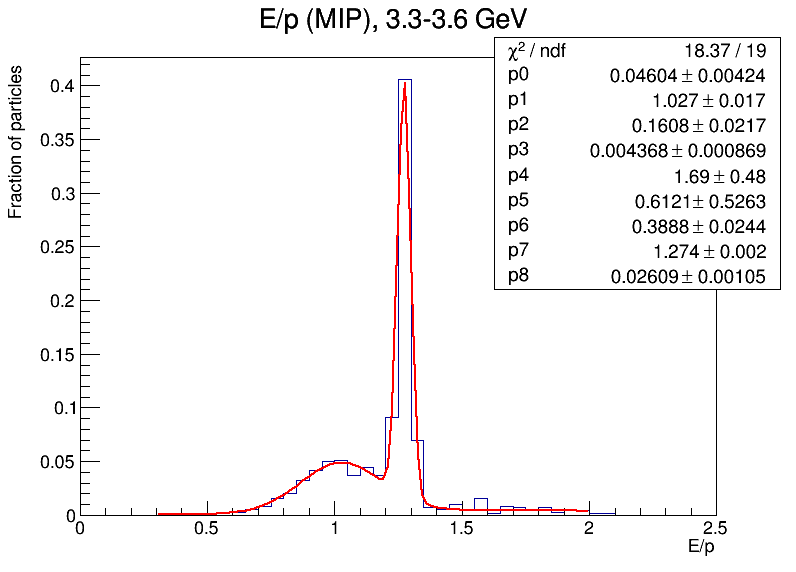 E/p (MIP), 3.3-3.6 GeV
χ² / ndf 18.37 / 19
p0 0.04604 ± 0.00424
p1 1.027 ± 0.017
p2 0.1608 ± 0.0217
p3 0.004368 ± 0.000869
p4 1.69 ± 0.48
p5 0.6121 ± 0.5263
p6 0.3888 ± 0.0244
p7 1.274 ± 0.002
p8 0.02609 ± 0.00105
Fraction of particles
0.4
0.35
0.3
0.25
0.2
0.15
0.1
0.05
0
0 0.5 1 1.5 2 2.5
E/p